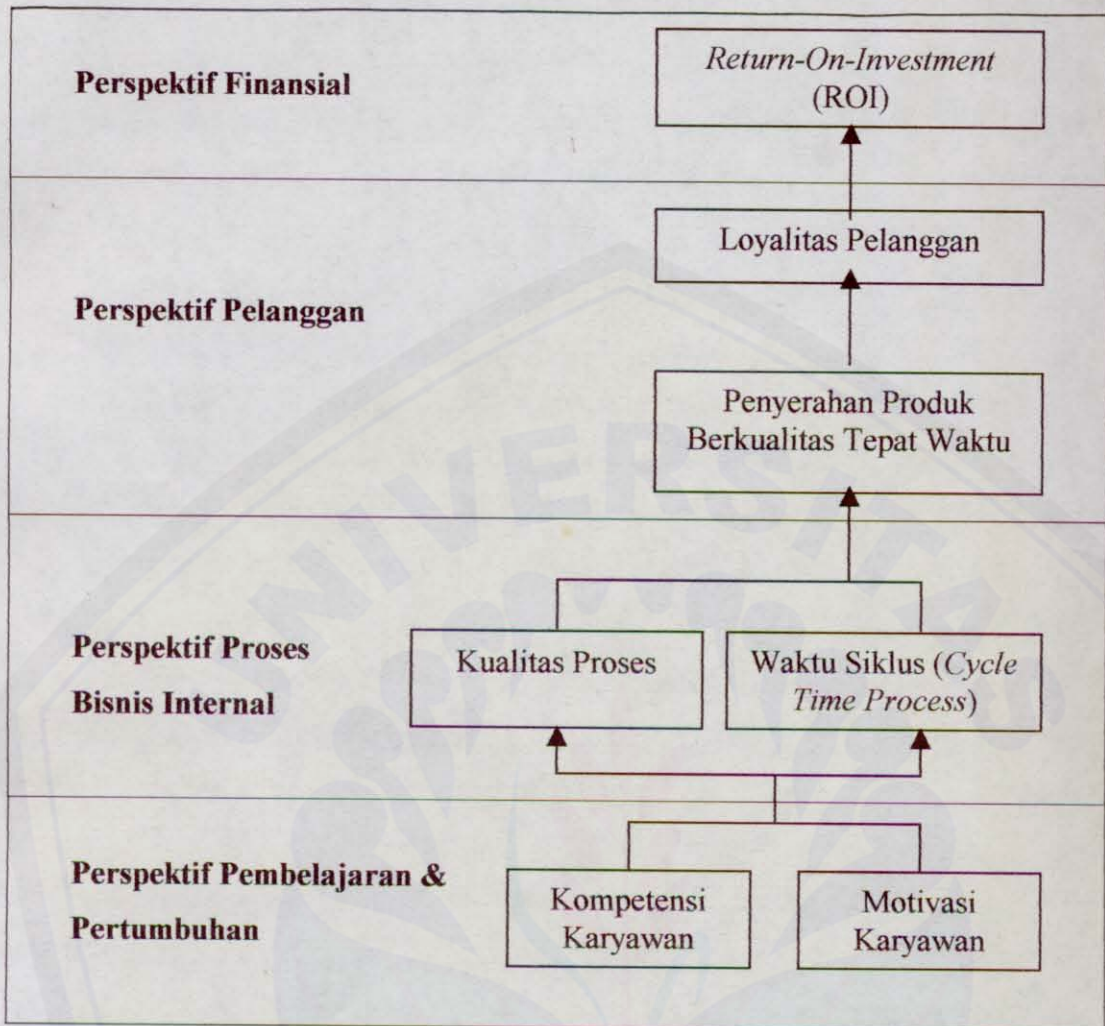 Perspektif Finansial
Return-On-Investment
(ROI)
Perspektif Pelanggan
Loyalitas Pelanggan
Penyerahan Produk
Berkualitas Tepat Waktu
Perspektif Proses
Bisnis Internal
Kualitas Proses
Waktu Siklus (Cycle
Time Process)
Perspektif Pembelajaran &
Pertumbuhan
Kompetensi
Karyawan
Motivasi
Karyawan
UNIVERSITAS